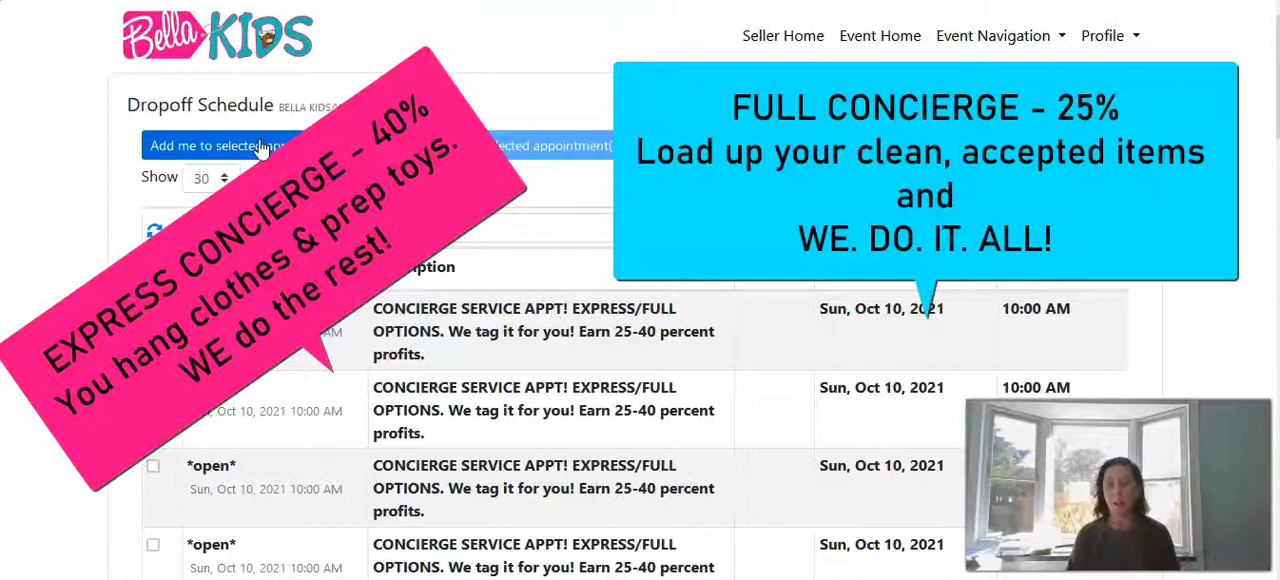 Bella KIDS
Seller Home Event Home Event Navigation Profile
Dropoff Schedule BELLA KIDS/
Add me to selected
ected appointment(
Show 30
EXPRESS CONCIERGE - 40%
You hang clothes & prep toys.
WE do the rest!
FULL CONCIERGE - 25%
Load up your clean, accepted items
and
WE. DO. IT. ALL!
CONCIERGE SERVICE APPT! EXPRESS/FULL Sun, Oct 10, 2021 10:00 AM
OPTIONS. We tag it for you! Earn 25-40 percent
AM
profits.
CONCIERGE SERVICE APPT! EXPRESS/FULL Sun, Oct 10, 2021 10:00 AM
OPTIONS. We tag it for you! Earn 25-40 percent
Oct 10, 2021 10:00 AM
profits.
*open* CONCIERGE SERVICE APPT! EXPRESS/FULL Sun, Oct 10, 2021
Sun, Oct 10, 2021 10:00 AM OPTIONS. We tag it for you! Earn 25-40 percent
profits.
*open* CONCIERGE SERVICE APPT! EXPRESS/FULL Sun, Oct 10, 2021
Sun, Oct 10, 2021 10:00 AM OPTIONS. We tag it for you! Earn 25-40 percent